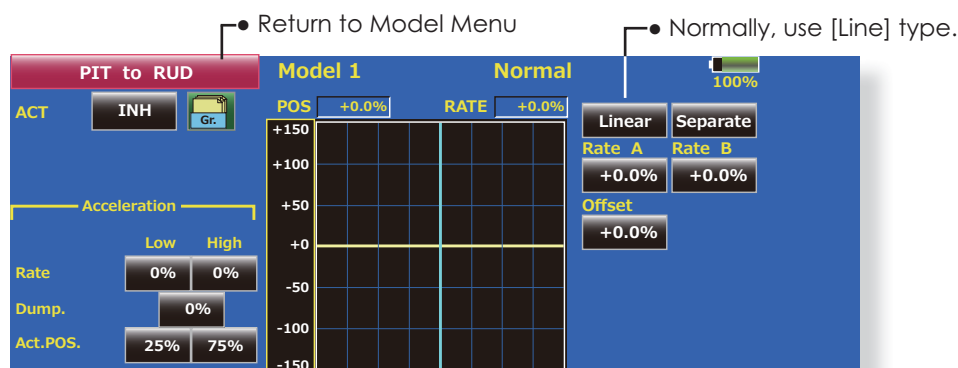 Return to Model Menu
Normally, use [Line] type.
PIT to RUD
Model 1
Normal
100%
ACT
INH
Gr.
POS
+0.0%
RATE
+0.0%
Linear
Separate
Rate A
Rate B
+0.0%
+0.0%
Offset
+0.0%
+150
+100
+50
+0
-50
-100
-150
Acceleration
Low
High
Rate
0%
0%
Dump.
0%
Act.POS.
25%
75%